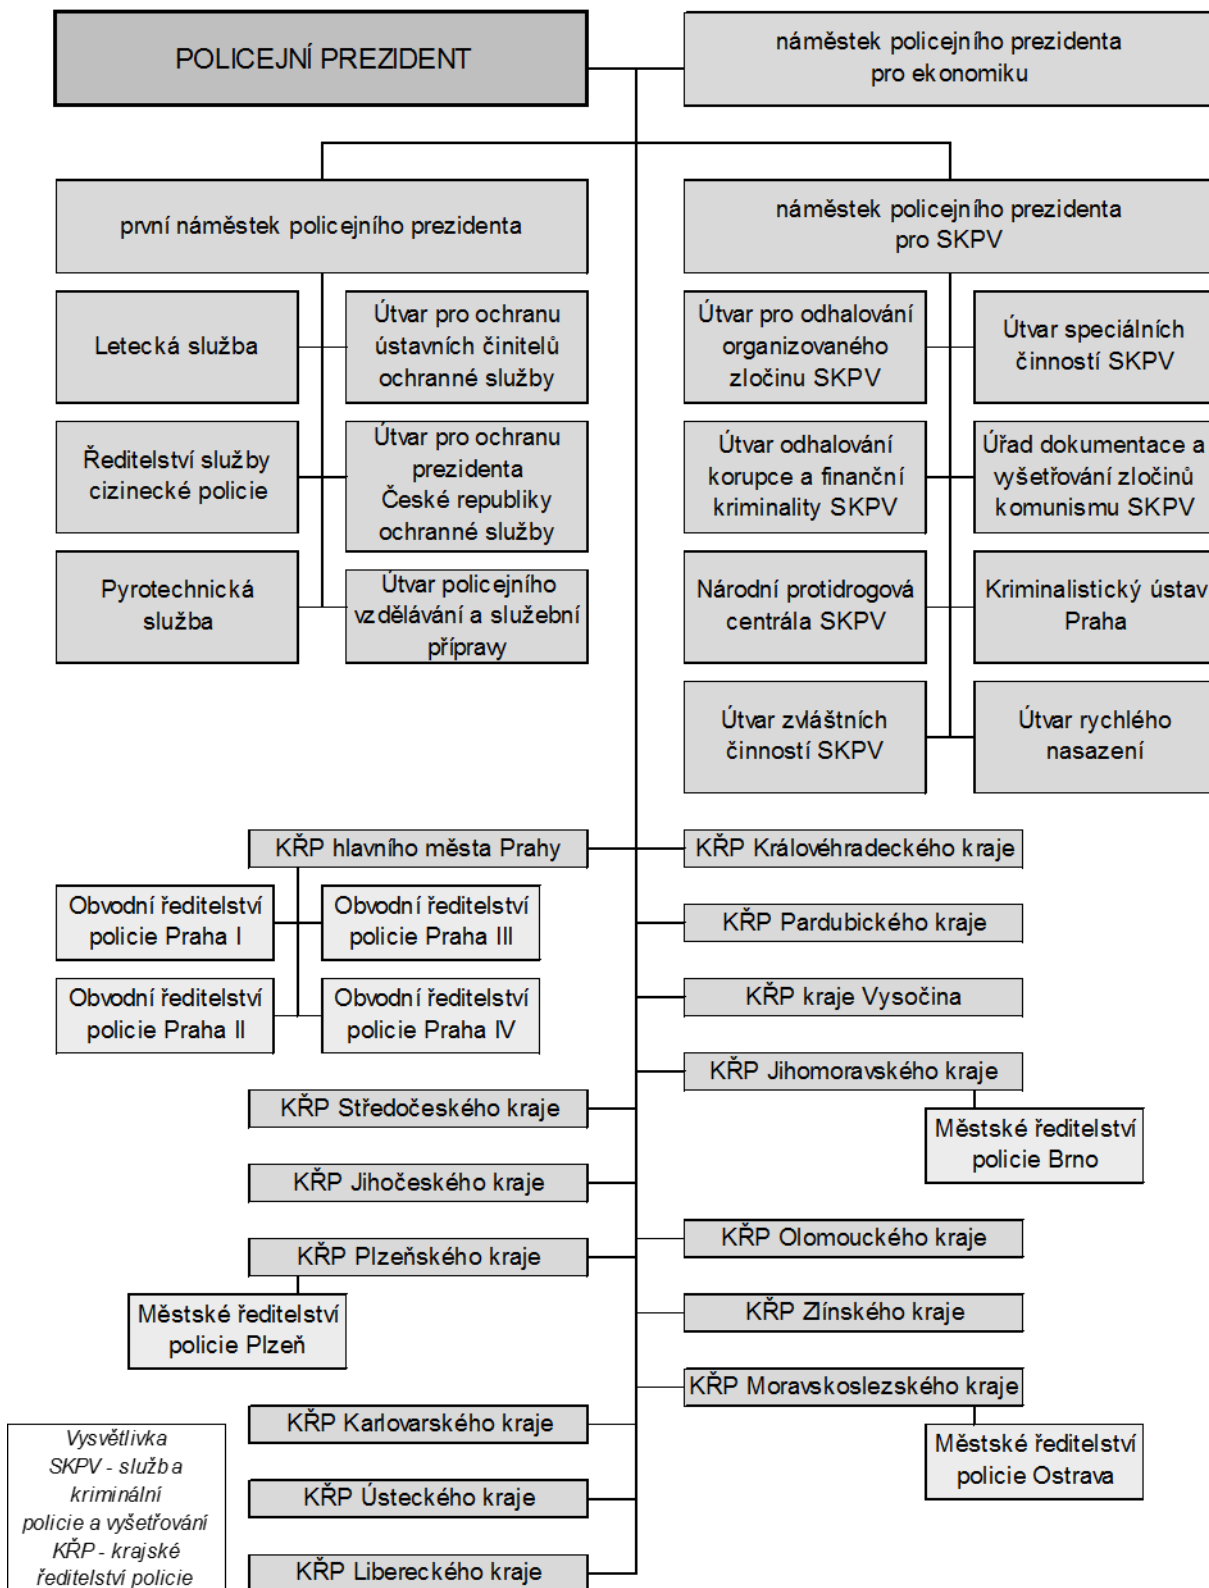 POLICEJNÍ PREZIDENT
náměstek policejního prezidenta
pro ekonomiku
první náměstek policejního prezidenta
náměstek policejního prezidenta
pro SKPV
Letecká služba
Útvar pro ochranu
ústavních činitelů
ochranné služby
Útvar pro odhalování
organizovaného
zločinu SKPV
Útvar speciálních
činností SKPV
Ředitelství služby
cizinecké policie
Útvar pro ochranu
prezidenta
České republiky
ochranné služby
Útvar odhalování
korupce a finanční
kriminality SKPV
Úřad dokumentace a
vyšetřování zločinů
komunismu SKPV
Pyrotechnická
služba
Útvar policejního
vzdělávání a služební
přípravy
Národní protidrogová
centrála SKPV
Kriminalistický ústav
Praha
Útvar zvláštních
činností SKPV
Útvar rychlého
nasazení
KŘP hlavního města Prahy
KŘP Královéhradeckého kraje
Obvodní ředitelství
policie Praha I
Obvodní ředitelství
policie Praha III
KŘP Pardubického kraje
Obvodní ředitelství
policie Praha II
Obvodní ředitelství
policie Praha IV
KŘP kraje Vysočina
KŘP Jihomoravského kraje
Městské ředitelství
policie Brno
KŘP Středočeského kraje
KŘP Jihočeského kraje
KŘP Plzeňského kraje
Městské ředitelství
policie Plzeň
KŘP Olomouckého kraje
KŘP Zlínského kraje
KŘP Moravskoslezského kraje
Městské ředitelství
policie Ostrava
KŘP Karlovarského kraje
KŘP Ústeckého kraje
KŘP Libereckého kraje
Vysvětlivka
SKPV - služba
kriminální
policie a vyšetřování
KŘP - krajské
ředitelství policie